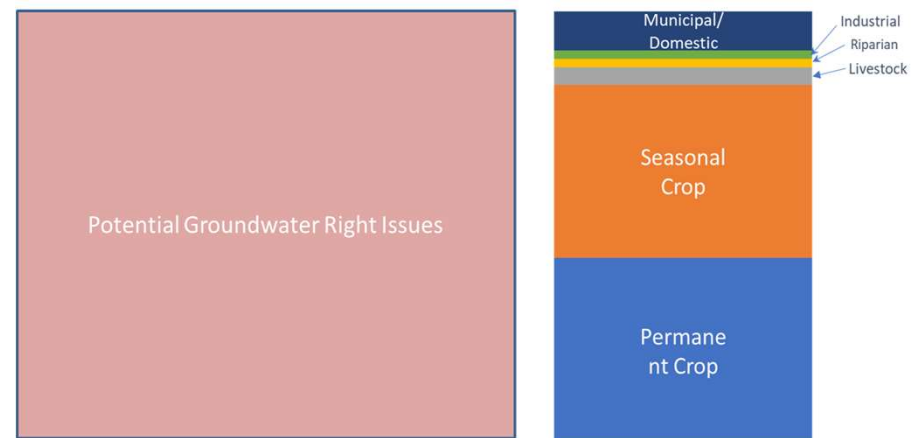 Potential Groundwater Right Issues
Municipal/
Domestic
Industrial
Riparian
Livestock
Seasonal
Crop
Permane
nt Crop